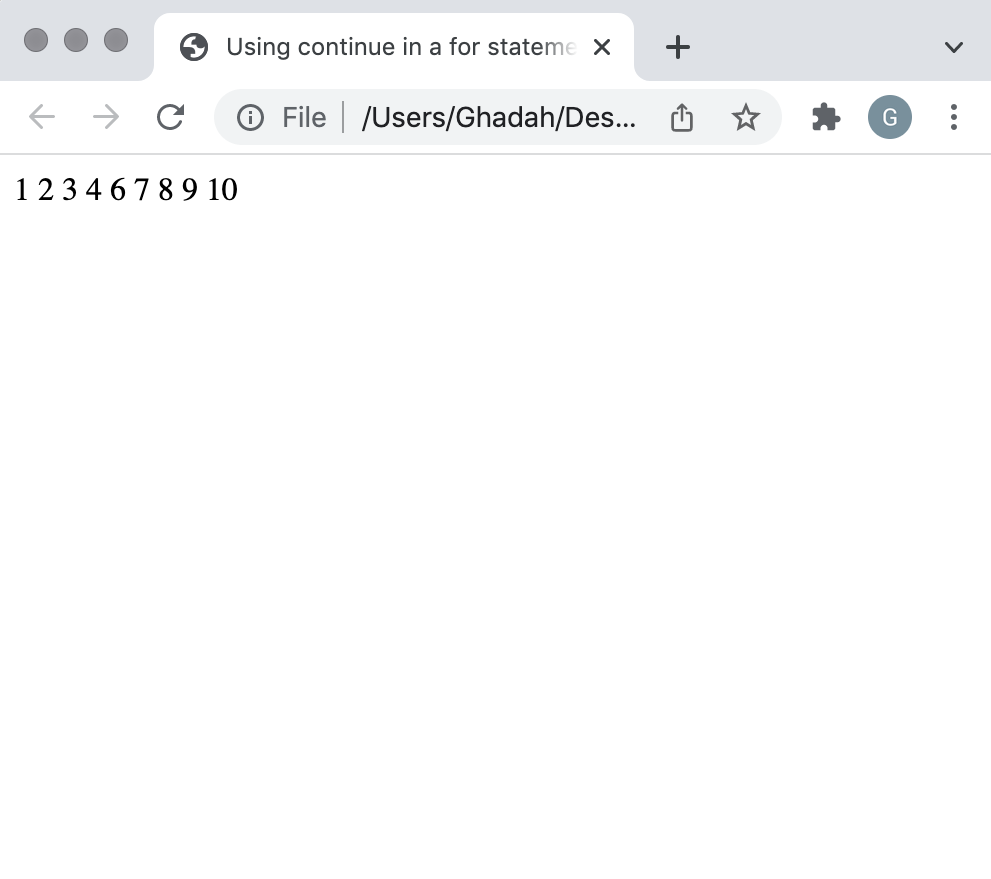 Using continue in a for stateme
File /Users/Ghadah/Des...
G
1 2 3 4 6 7 8 9 10